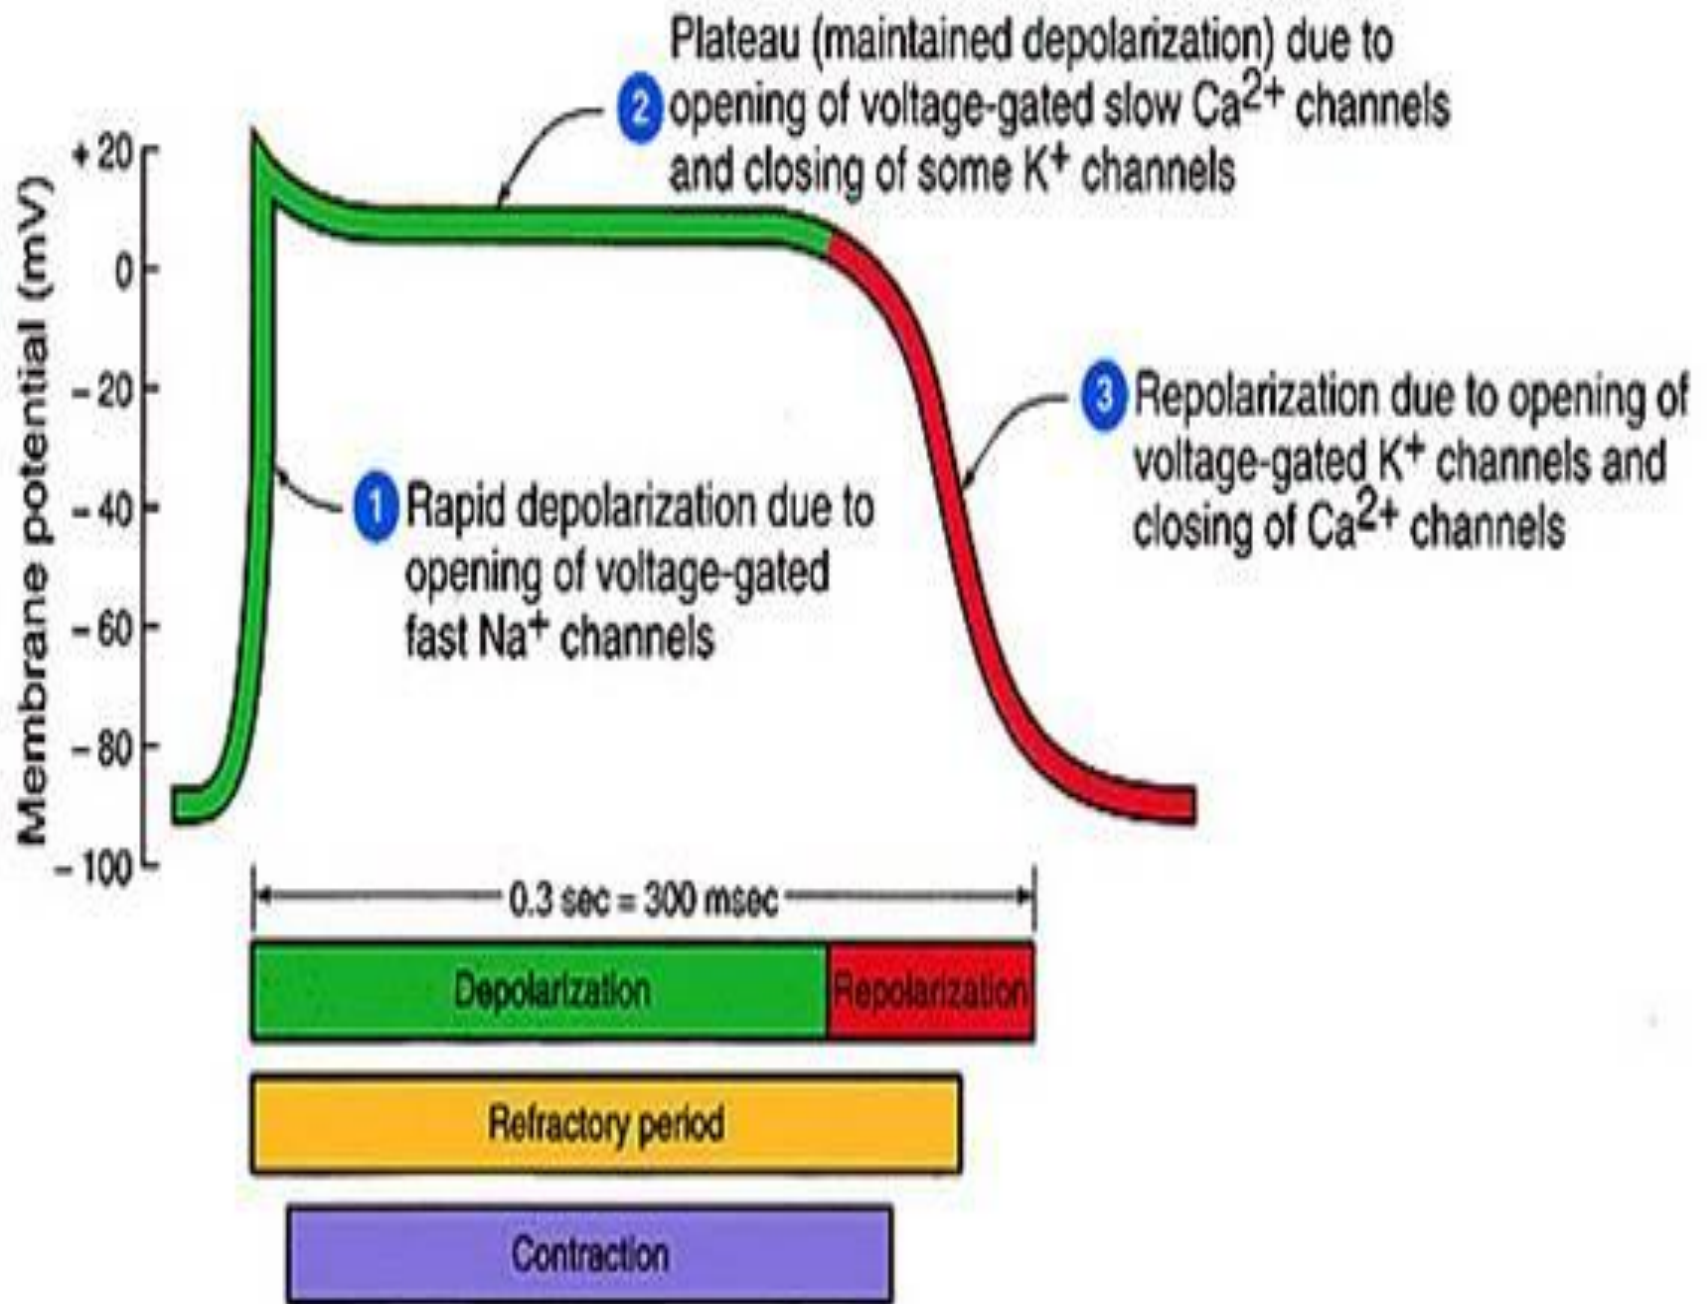 Plateau (maintained depolarization) due to
2 opening of voltage-gated slow Ca2+ channels
and closing of some K+ channels
Membrane potential (mV)
+20
0
-20
-40
-60
-80
-100
1 Rapid depolarization due to
opening of voltage-gated
fast Na+ channels
3 Repolarization due to opening of
voltage-gated K+ channels and
closing of Ca2+ channels
0.3 sec = 300 msec
Depolarization
Repolarization
Refractory period
Contraction